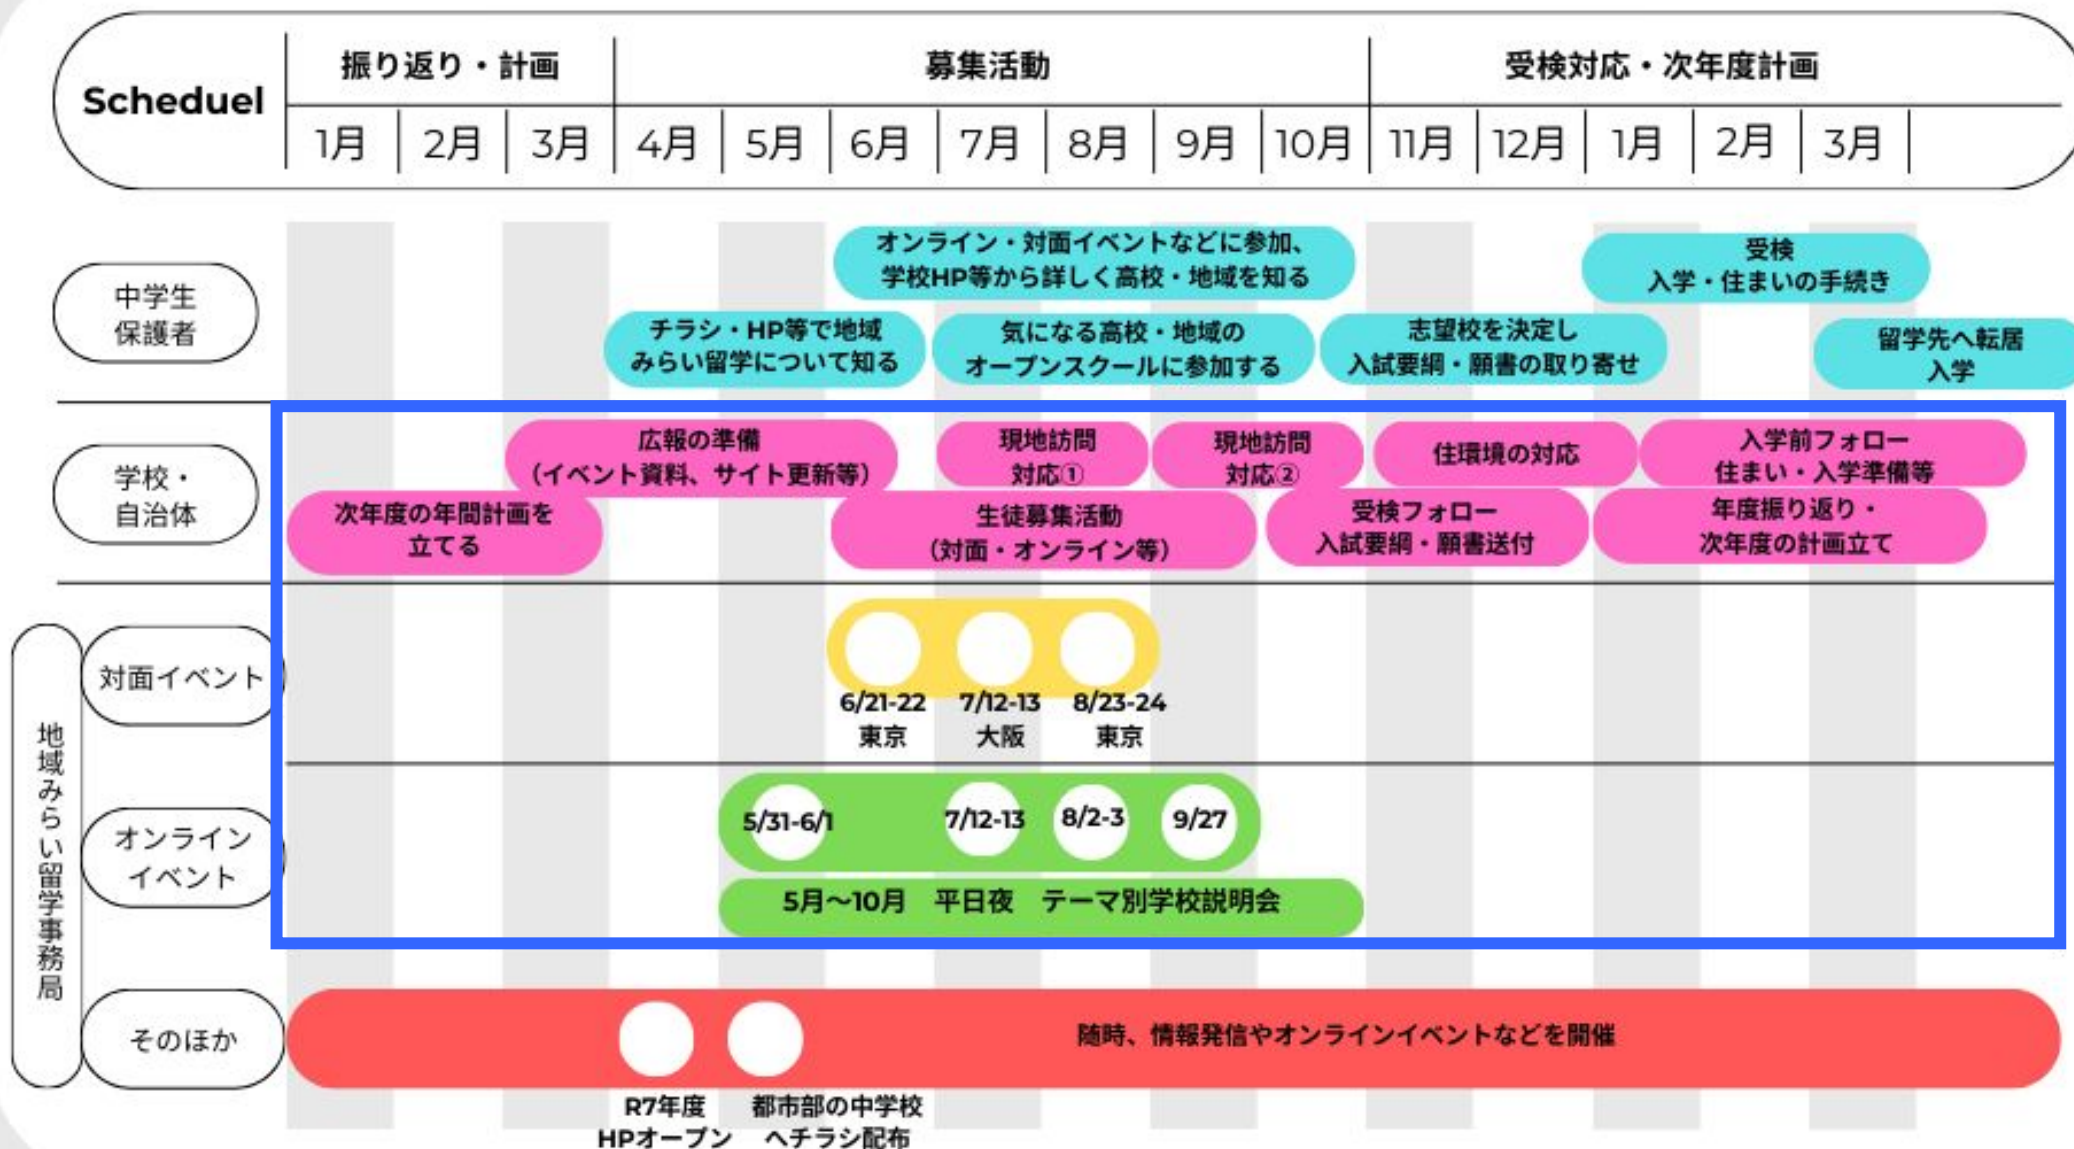 Scheduel
振り返り・計画
募集活動
受検対応・次年度計画
1月
2月
3月
4月
5月
6月
7月
8月
9月
10月
11月
12月
1月
2月
3月
中学生
保護者
オンライン・対面イベントなどに参加、
学校HP等から詳しく高校・地域を知る
受検
入学・住まいの手続き
チラシ・HP等で地域
みらい留学について知る
気になる高校・地域の
オープンスクールに参加する
志望校を決定し
入試要綱・願書の取り寄せ
留学先へ転居
入学
学校・
自治体
広報の準備
（イベント資料、サイト更新等）
現地訪問
対応①
現地訪問
対応②
住環境の対応
入学前フォロー
住まい・入学準備等
次年度の年間計画を
立てる
生徒募集活動
（対面・オンライン等）
受検フォロー
入試要綱・願書送付
年度振り返り・
次年度の計画立て
地域みらい留学事務局
対面イベント
6/21-22
東京
7/12-13
大阪
8/23-24
東京
オンライン
イベント
5/31-6/1
7/12-13
8/2-3
9/27
5月〜10月　平日夜　テーマ別学校説明会
そのほか
随時、情報発信やオンラインイベントなどを開催
R7年度
HPオープン
都市部の中学校
へチラシ配布